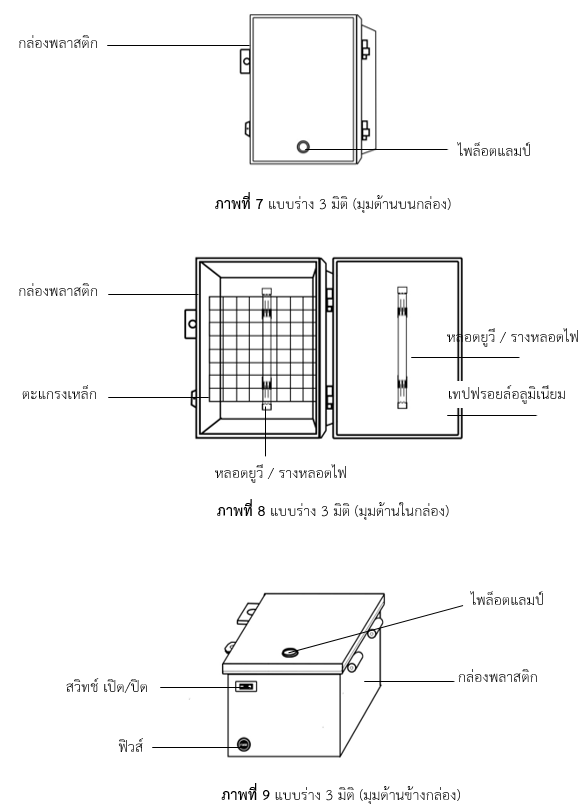 กล่องพลาสติก
ไพล็อตแลมป์
ภาพที่ 7 แบบร่าง 3 มิติ (มุมด้านบนกล่อง)
กล่องพลาสติก
หลอดยูวี / รางหลอดไฟ
ตะแกรงเหล็ก
เทปฟรอยล์อลูมิเนียม
หลอดยูวี / รางหลอดไฟ
ภาพที่ 8 แบบร่าง 3 มิติ (มุมด้านในกล่อง)
ไพล็อตแลมป์
กล่องพลาสติก
สวิทช์ เปิด/ปิด
ฟิวส์
ภาพที่ 9 แบบร่าง 3 มิติ (มุมด้านข้างกล่อง)